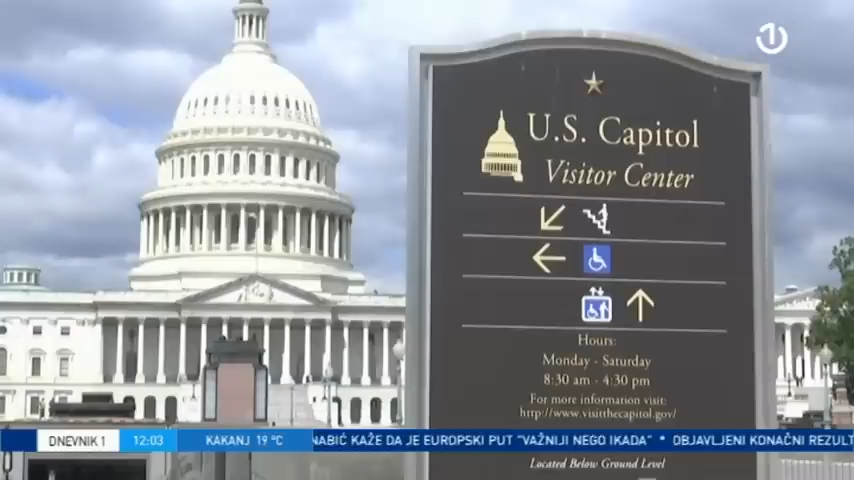 1
U.S. Capitol
Visitor Center
Hours:
Monday - Saturday
8:30 am - 4:30 pm
For more information visit:
http://www.visitthecapitol.gov/
DNEVNIK 1 12:03 KAKANJ 19 °C NABIĆ KAŽE DA JE EUROPSKI PUT "VAŽNIJI NEGO IKADA" * OBJAVLJENI KONAČNI REZULT
Located Below Ground Level